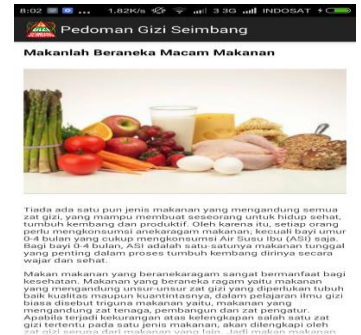 8:02 ... 1.82K/s 3G INDOSAT
Pedoman Gizi Seimbang
Makanlah Beraneka Macam Makanan
Tiada ada satu pun jenis makanan yang mengandung semua
zat gizi, yang mampu membuat seseorang untuk hidup sehat,
tumbuh kembang dan produktif. Oleh karena itu, setiap orang
perlu mengkonsumsi anekaragam makanan; kecuali bayi umur
0-4 bulan yang cukup mengkonsumsi Air Susu Ibu (ASI) saja.
Bagi bayi 0-4 bulan, ASI adalah satu-satunya makanan tunggal
yang penting dalam proses tumbuh kembang dirinya secara
wajar dan sehat.
Makan makanan yang beranekaragam sangat bermanfaat bagi
kesehatan. Makanan yang beraneka ragam yaitu makanan
yang mengandung unsur-unsur zat gizi yang diperlukan tubuh
baik kualitas maupun kuantitasnya, dalam pelajaran ilmu gizi
biasa disebut triguna makanan yaitu, makanan yang
mengandung zat tenaga, pembangun dan zat pengatur.
Apabila terjadi kekurangan atas kelengkapan salah satu zat
gizi tertentu pada satu jenis makanan, akan dilengkapi oleh